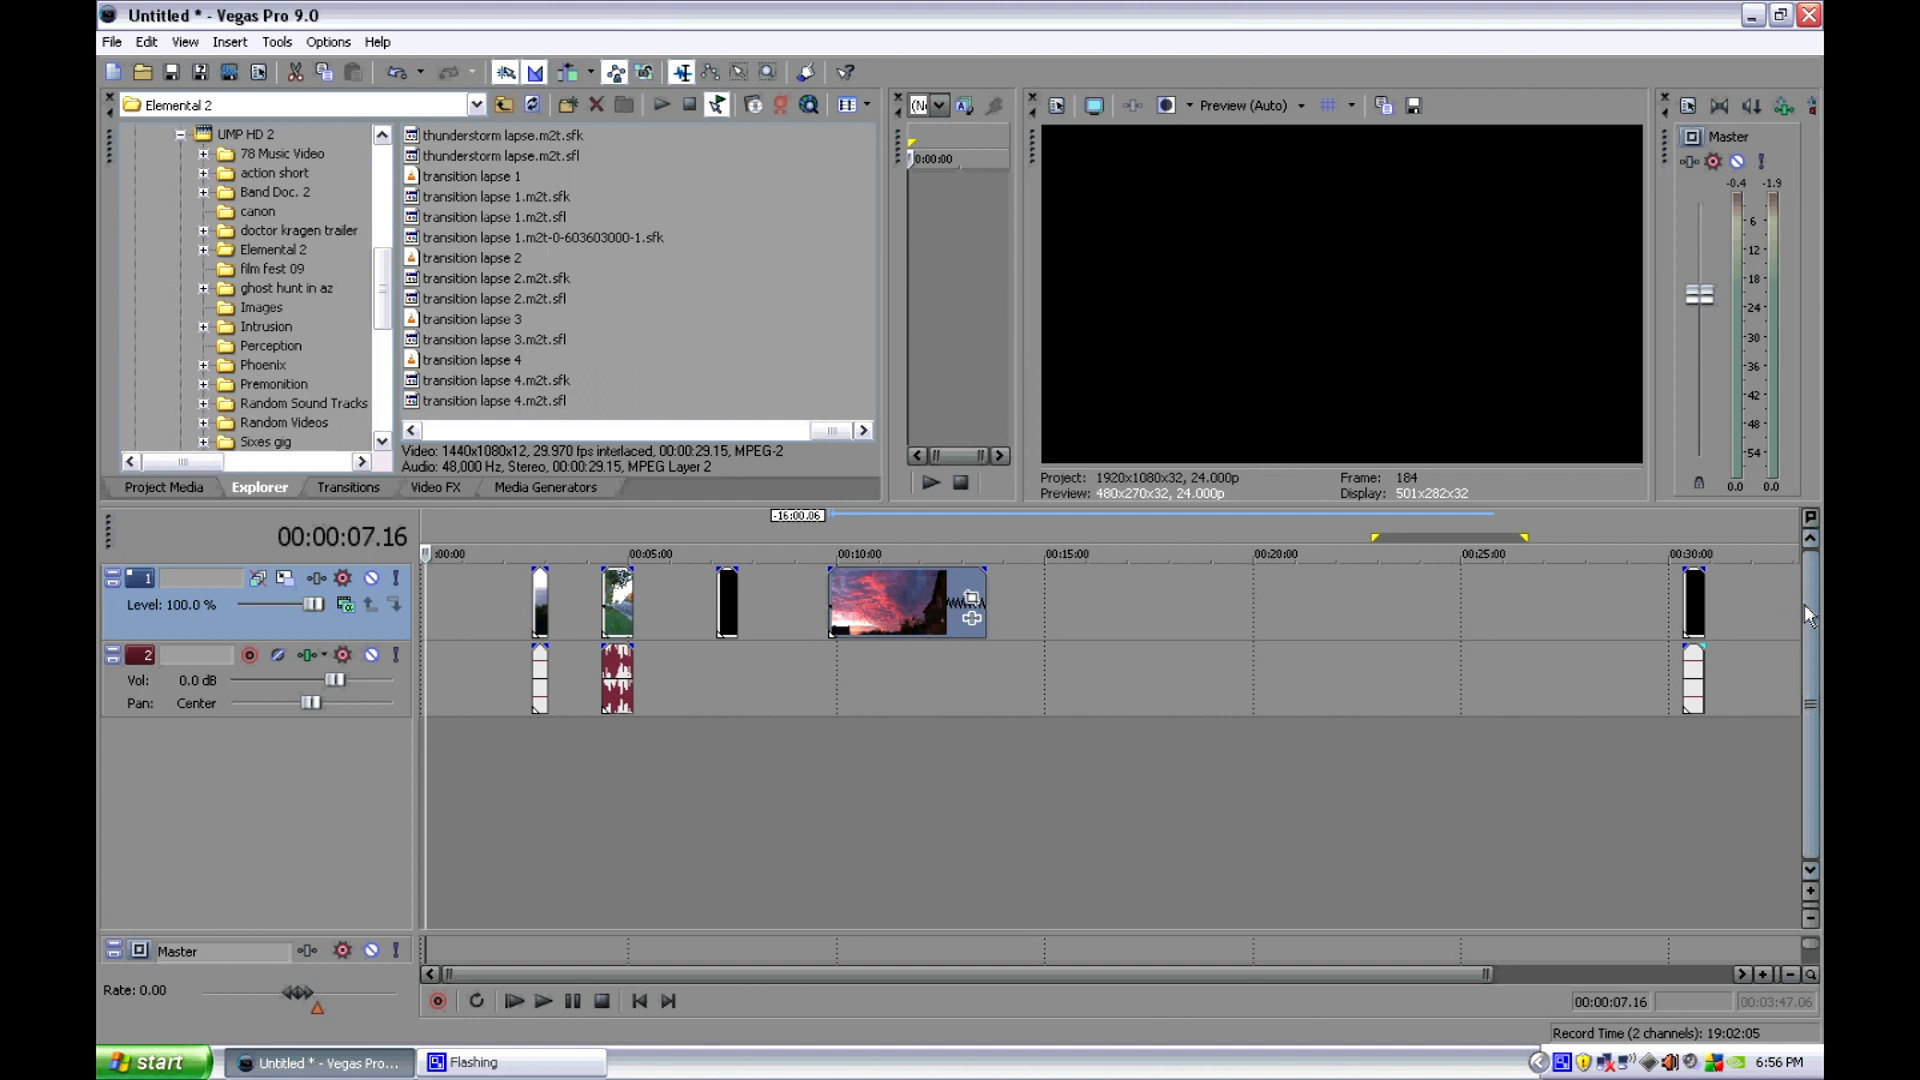 Untitled * - Vegas Pro 9.0
File Edit View Insert Tools Options Help
Elemental 2
Preview (Auto)
UMP HD 2
78 Music Video
action short
Band Doc. 2
canon
doctor kragen trailer
Elemental 2
film fest 09
ghost hunt in az
Images
Intrusion
Perception
Phoenix
Premonition
Random Sound Tracks
Random Videos
Sixes gig
thunderstorm lapse.m2t.sfk
thunderstorm lapse.m2t.sfl
transition lapse 1
transition lapse 1.m2t.sfk
transition lapse 1.m2t.sfl
transition lapse 1.m2t-0-603603000-1.sfk
transition lapse 2
transition lapse 2.m2t.sfk
transition lapse 2.m2t.sfl
transition lapse 3
transition lapse 3.m2t.sfl
transition lapse 4
transition lapse 4.m2t.sfk
transition lapse 4.m2t.sfl
Video: 1440x1080x12, 29.970 fps interlaced, 00:00:29.15, MPEG-2
Audio: 48,000 Hz, Stereo, 00:00:29.15, MPEG Layer 2
Project Media Explorer Transitions Video FX Media Generators
0:00:00
Project: 1920x1080x32, 24.000p Frame: 184
Preview: 480x270x32, 24.000p Display: 501x282x32
Master
-0.4 -1.9
6
-12
-18
-24
-30
-36
-42
-48
-54
0.0 0.0
-16:00.06
00:00:07.16
:00:00 00:05:00 00:10:00 00:15:00 00:20:00 00:25:00 00:30:00
1
Level: 100.0 %
2
Vol: 0.0 dB
Pan: Center
Master
Rate: 0.00
00:00:07.16 00:03:47.06
Record Time (2 channels): 19:02:05
start Untitled * - Vegas Pro... Flashing 6:56 PM